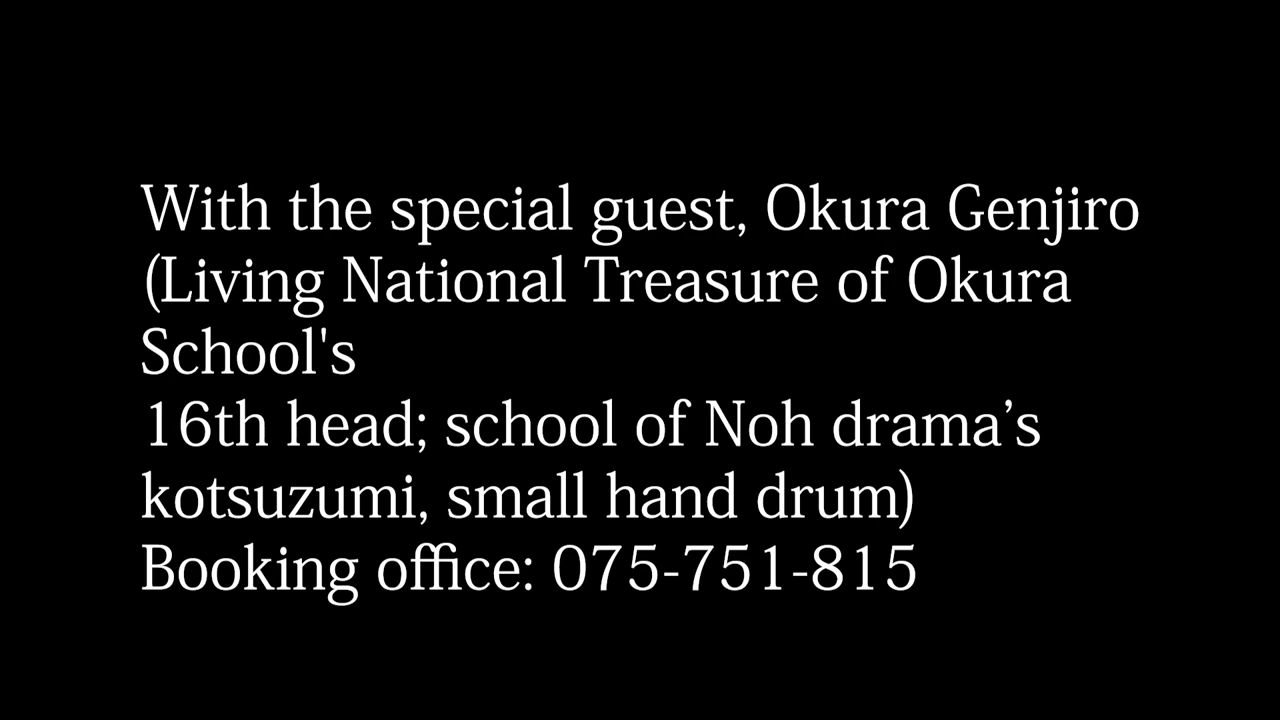 With the special guest, Okura Genjiro
(Living National Treasure of Okura
School's
16th head; school of Noh drama’s
kotsuzumi, small hand drum)
Booking office: 075-751-815